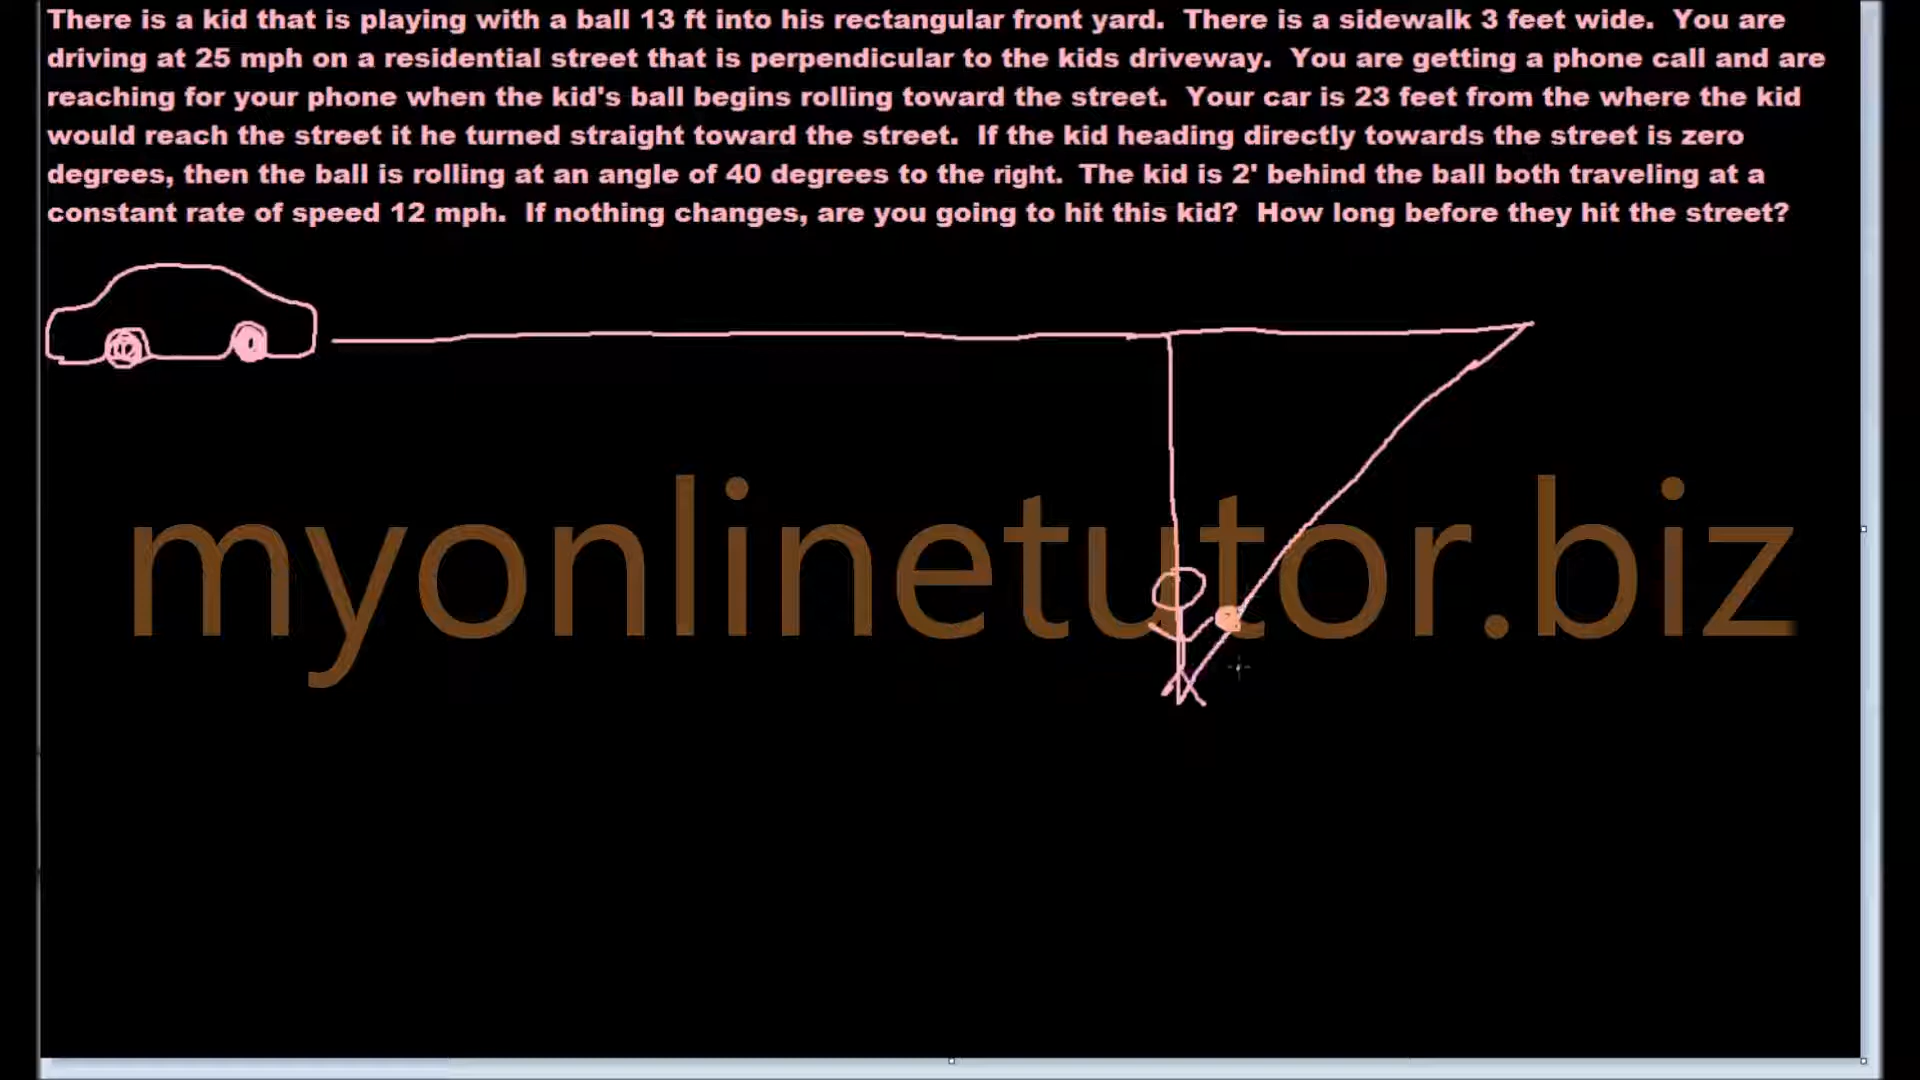 There is a kid that is playing with a ball 13 ft into his rectangular front yard.  There is a sidewalk 3 feet wide.  You are
driving at 25 mph on a residential street that is perpendicular to the kids driveway.  You are getting a phone call and are
reaching for your phone when the kid's ball begins rolling toward the street.  Your car is 23 feet from the where the kid
would reach the street it he turned straight toward the street.  If the kid heading directly towards the street is zero
degrees, then the ball is rolling at an angle of 40 degrees to the right.  The kid is 2' behind the ball both traveling at a
constant rate of speed 12 mph.  If nothing changes, are you going to hit this kid?  How long before they hit the street?
myonlinetutor.biz